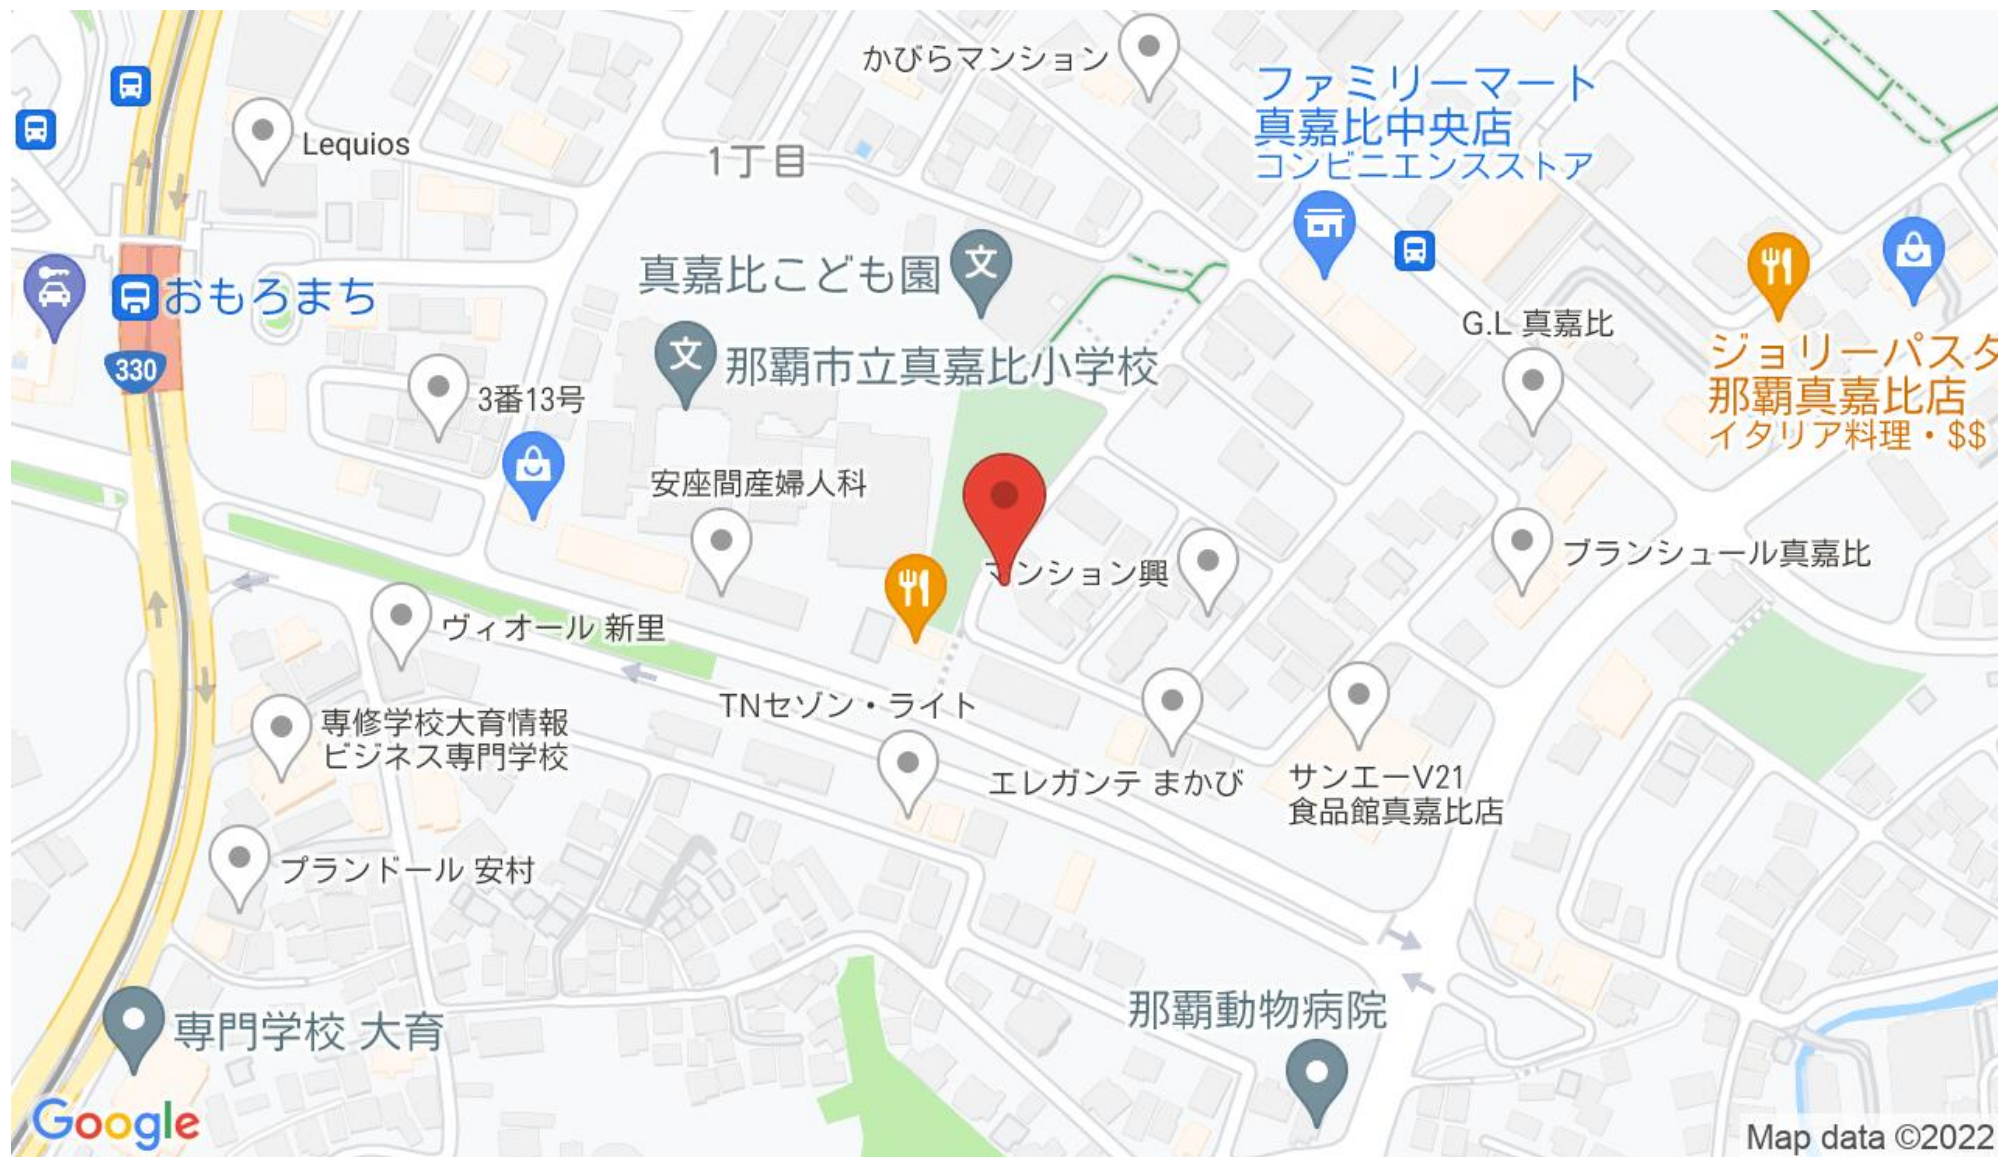 かびらマンション
ファミリーマート
真嘉比中央店
コンビニエンスストア
Lequios
1丁目
真嘉比こども園
おもろまち
330
G.L 真嘉比
ジョリーパスタ
那覇真嘉比店
イタリア料理・$$
那覇市立真嘉比小学校
3番13号
安座間産婦人科
マンション興
ブランシュール真嘉比
ヴィオール 新里
TNセゾン・ライト
専修学校大育情報
ビジネス専門学校
エレガンテ まかび
サンエーV21
食品館真嘉比店
プランドール 安村
那覇動物病院
専門学校 大育
Google
Map data ©2022